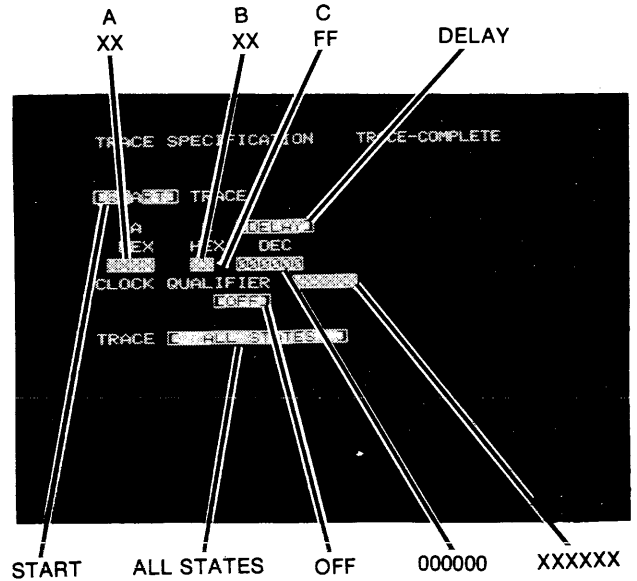 A B C
XX XX FF DELAY
TRACE SPECIFICATION TRACE-COMPLETE
[START] TRACE
A [DELAY]
HEX HEX DEC
000000
CLOCK QUALIFIER
[OFF]
TRACE [ ALL STATES ]
START ALL STATES OFF 000000 XXXXXX